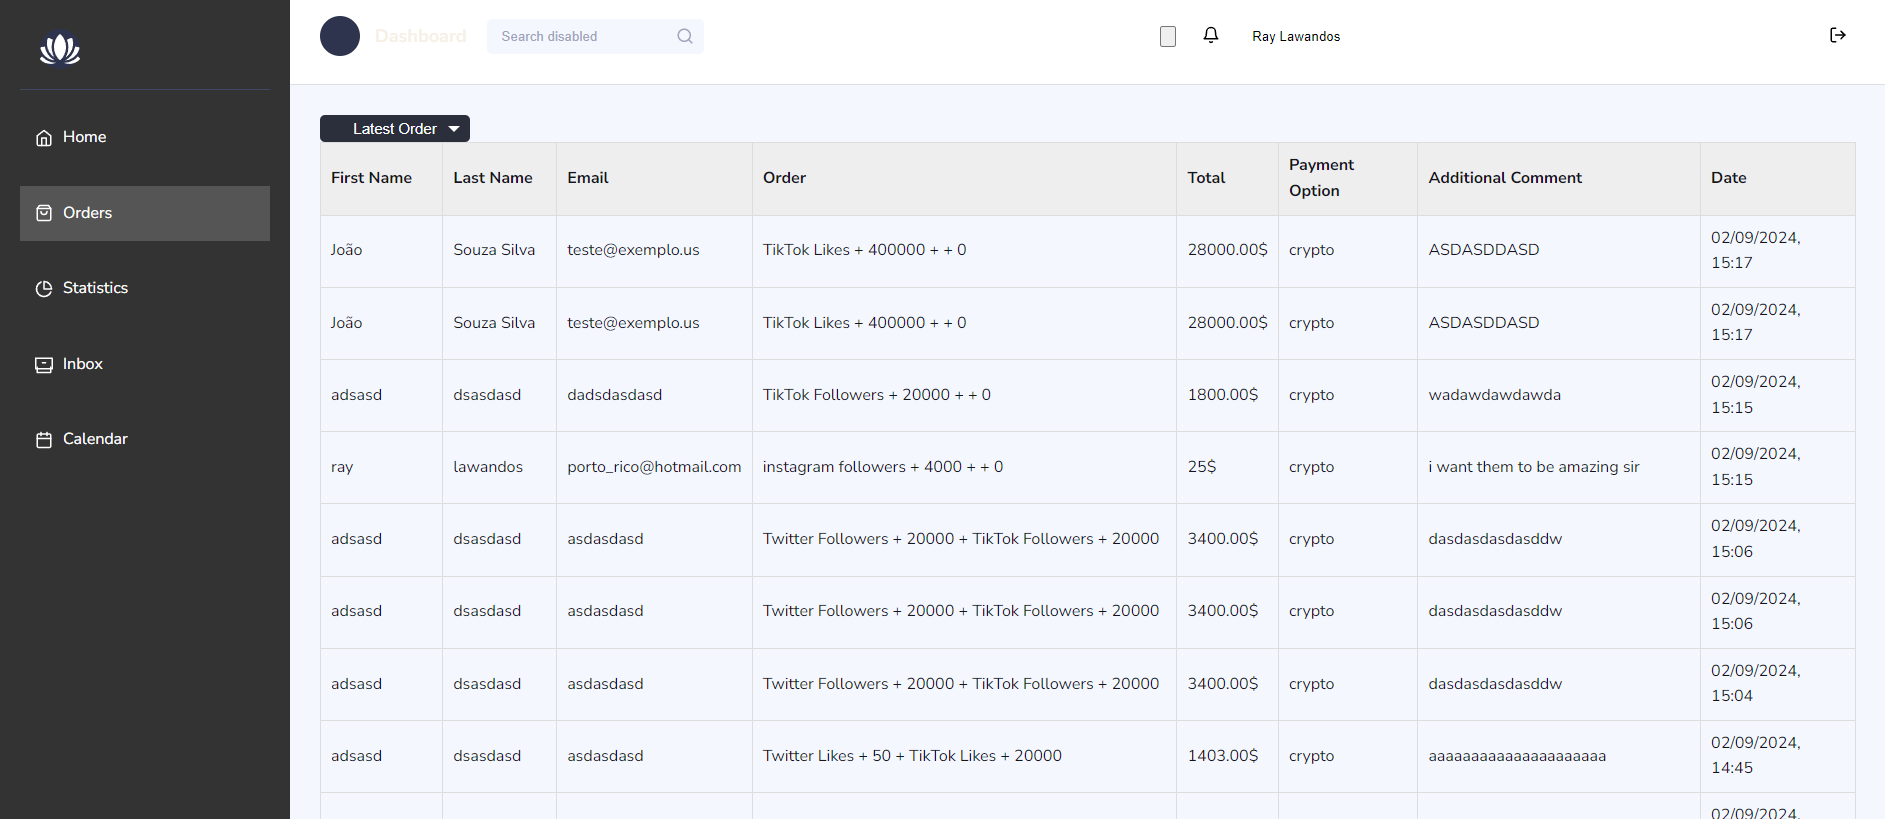 Dashboard
Search disabled
Ray Lawandos
Home
Orders
Statistics
Inbox
Calendar
Latest Order
First Name Last Name Email Order Total Payment Option Additional Comment Date
João Souza Silva teste@exemplo.us TikTok Likes + 400000 + + 0 28000.00$ crypto ASDASDDASD 02/09/2024, 15:17
João Souza Silva teste@exemplo.us TikTok Likes + 400000 + + 0 28000.00$ crypto ASDASDDASD 02/09/2024, 15:17
adsasd dsasdasd dadsdasdasd TikTok Followers + 20000 + + 0 1800.00$ crypto wadawdawdawda 02/09/2024, 15:15
ray lawandos porto_rico@hotmail.com instagram followers + 4000 + + 0 25$ crypto i want them to be amazing sir 02/09/2024, 15:15
adsasd dsasdasd asdasdasd Twitter Followers + 20000 + TikTok Followers + 20000 3400.00$ crypto dasdasdasdasddw 02/09/2024, 15:06
adsasd dsasdasd asdasdasd Twitter Followers + 20000 + TikTok Followers + 20000 3400.00$ crypto dasdasdasdasddw 02/09/2024, 15:06
adsasd dsasdasd asdasdasd Twitter Followers + 20000 + TikTok Followers + 20000 3400.00$ crypto dasdasdasdasddw 02/09/2024, 15:04
adsasd dsasdasd asdasdasd Twitter Likes + 50 + TikTok Likes + 20000 1403.00$ crypto aaaaaaaaaaaaaaaaaaaaa 02/09/2024, 14:45
02/09/2024,